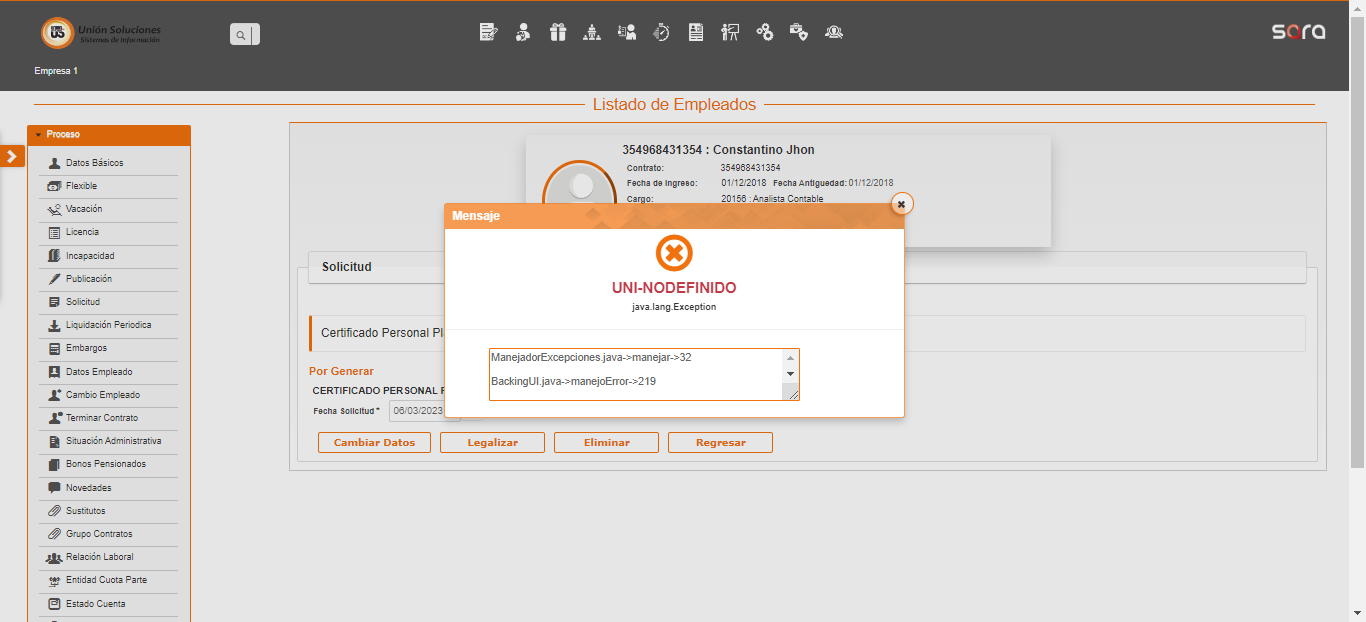 Unión Soluciones
Sistemas de Información
sora
Empresa 1
Listado de Empleados
Proceso
Datos Básicos
Flexible
Vacación
Licencia
Incapacidad
Publicación
Solicitud
Liquidación Periodica
Embargos
Datos Empleado
Cambio Empleado
Terminar Contrato
Situación Administrativa
Bonos Pensionados
Novedades
Sustitutos
Grupo Contratos
Relación Laboral
Entidad Cuota Parte
Estado Cuenta
354968431354 : Constantino Jhon
Contrato: 354968431354
Fecha de Ingreso: 01/12/2018 Fecha Antiguedad: 01/12/2018
Cargo: 20156 : Analista Contable
Mensaje
UNI-NODEFINIDO
java.lang.Exception
ManejadorExcepciones.java->manejar->32
BackingUI.java->manejoError->219
Solicitud
Certificado Personal
Por Generar
CERTIFICADO PERSONAL
Fecha Solicitud * 06/03/2023
Cambiar Datos
Legalizar
Eliminar
Regresar